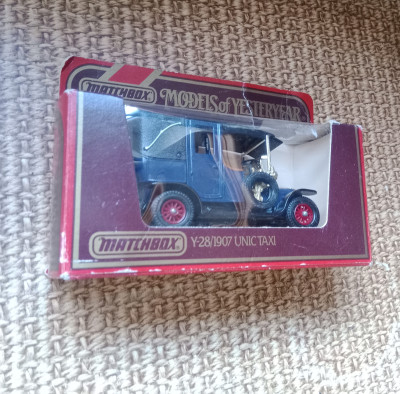 MATCHBOX
MODELS of YESTERYEAR
MATCHBOX
Y-28/1907 UNIC TAXI